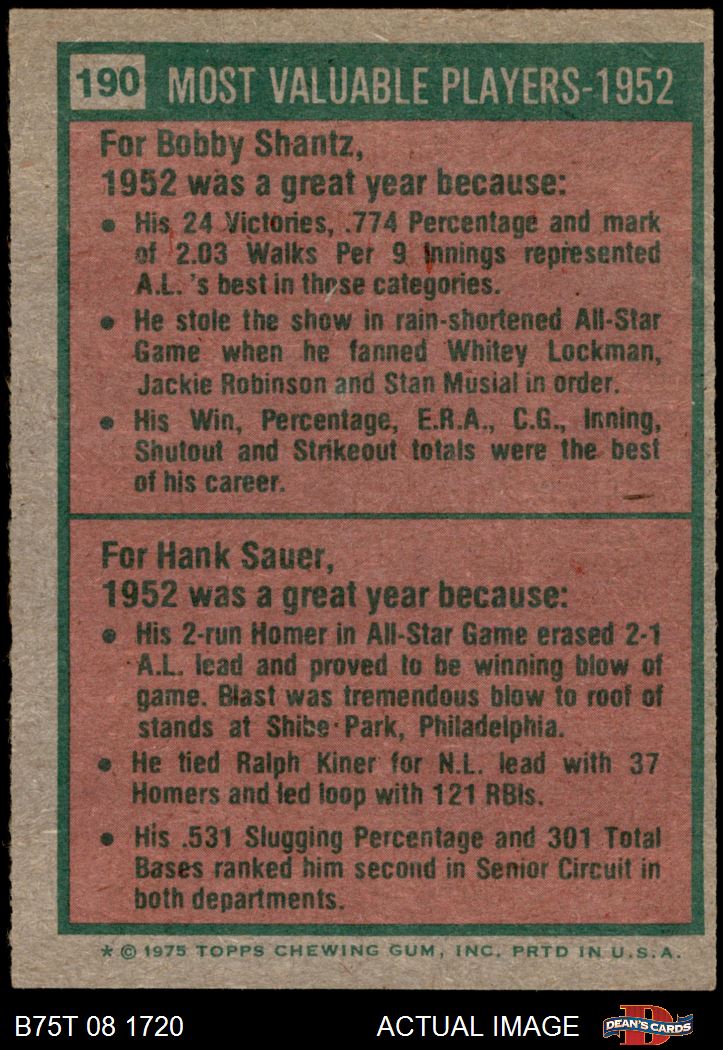 190 MOST VALUABLE PLAYERS-1952
For Bobby Shantz,
1952 was a great year because:
• His 24 Victories, .774 Percentage and mark
of 2.03 Walks Per 9 Innings represented
A.L. 's best in those categories.
• He stole the show in rain-shortened All-Star
Game when he fanned Whitey Lockman,
Jackie Robinson and Stan Musial in order.
• His Win, Percentage, E.R.A., C.G., Inning,
Shutout and Strikeout totals were the best
of his career.
For Hank Sauer,
1952 was a great year because:
• His 2-run Homer in All-Star Game erased 2-1
A.L. lead and proved to be winning blow of
game. Blast was tremendous blow to roof of
stands at Shibe Park, Philadelphia.
• He tied Ralph Kiner for N.L. lead with 37
Homers and led loop with 121 RBIs.
• His .531 Slugging Percentage and 301 Total
Bases ranked him second in Senior Circuit in
both departments.
* © 1975 TOPPS CHEWING GUM, INC. PRTD IN U.S.A.
B75T 08 1720 ACTUAL IMAGE D DEAN'S CARDS